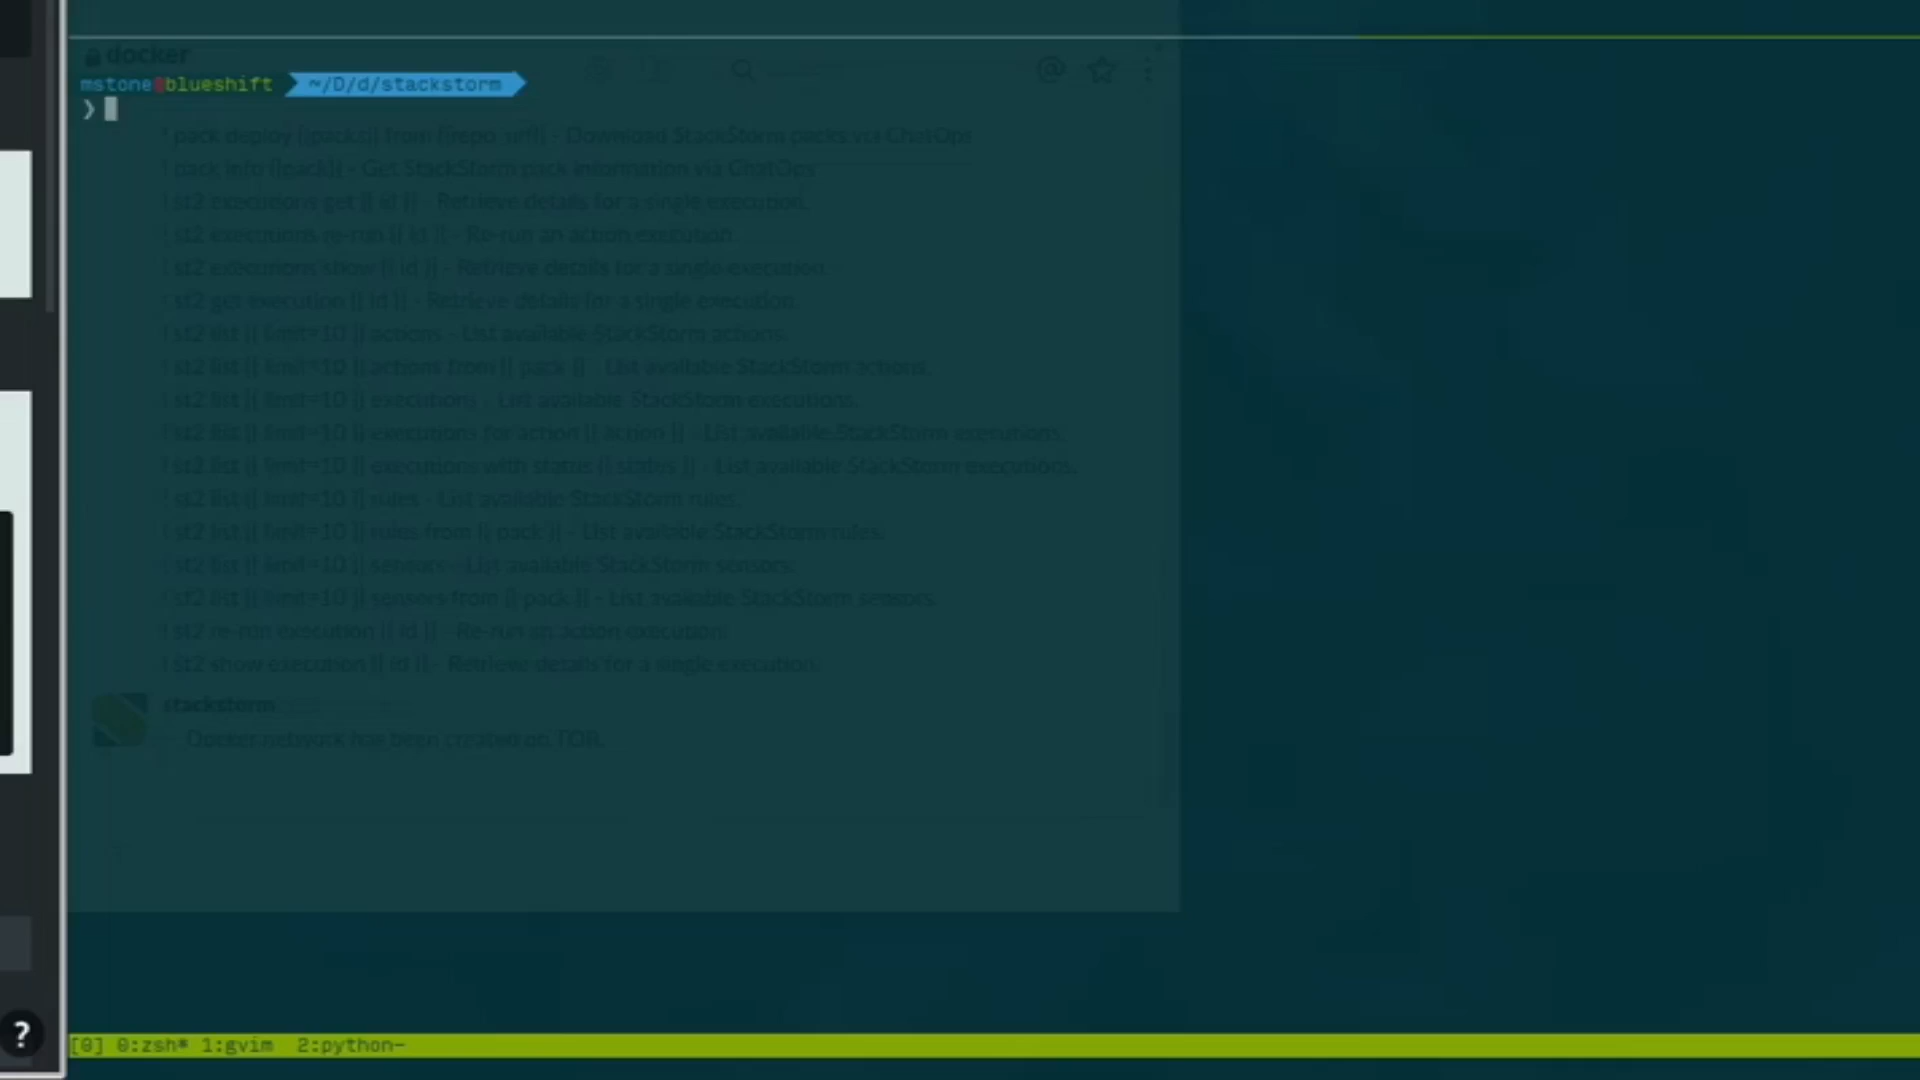 docker
mstone@blueshift ~/D/d/stackstorm
❯
! pack deploy {{packs}} from {{repo_url}} - Download StackStorm packs via ChatOps
! pack info {{pack}} - Get StackStorm pack information via ChatOps
! st2 executions get {{ id }} - Retrieve details for a single execution.
! st2 executions re-run {{ id }} - Re-run an action execution.
! st2 executions show {{ id }} - Retrieve details for a single execution.
! st2 get execution {{ id }} - Retrieve details for a single execution.
! st2 list {{ limit=10 }} actions - List available StackStorm actions.
! st2 list {{ limit=10 }} actions from {{ pack }} - List available StackStorm actions.
! st2 list {{ limit=10 }} executions - List available StackStorm executions.
! st2 list {{ limit=10 }} executions for action {{ action }} - List available StackStorm executions.
! st2 list {{ limit=10 }} executions with status {{ status }} - List available StackStorm executions.
! st2 list {{ limit=10 }} rules - List available StackStorm rules.
! st2 list {{ limit=10 }} rules from {{ pack }} - List available StackStorm rules.
! st2 list {{ limit=10 }} sensors - List available StackStorm sensors.
! st2 list {{ limit=10 }} sensors from {{ pack }} - List available StackStorm sensors.
! st2 re-run execution {{ id }} - Re-run an action execution.
! st2 show execution {{ id }} - Retrieve details for a single execution.
stackstorm
Docker network has been created on TOR.
?
[0] 0:zsh* 1:gvim 2:python-